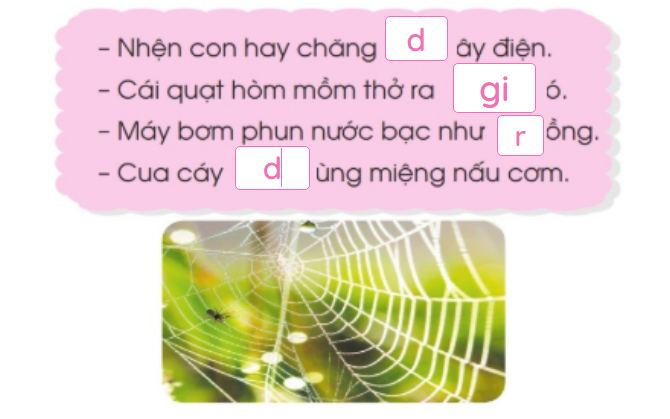 – Nhện con hay chăng d ây điện.
– Cái quạt hòm mồm thở ra gi ó.
– Máy bơm phun nước bạc như r ồng.
– Cua cáy d ùng miệng nấu cơm.